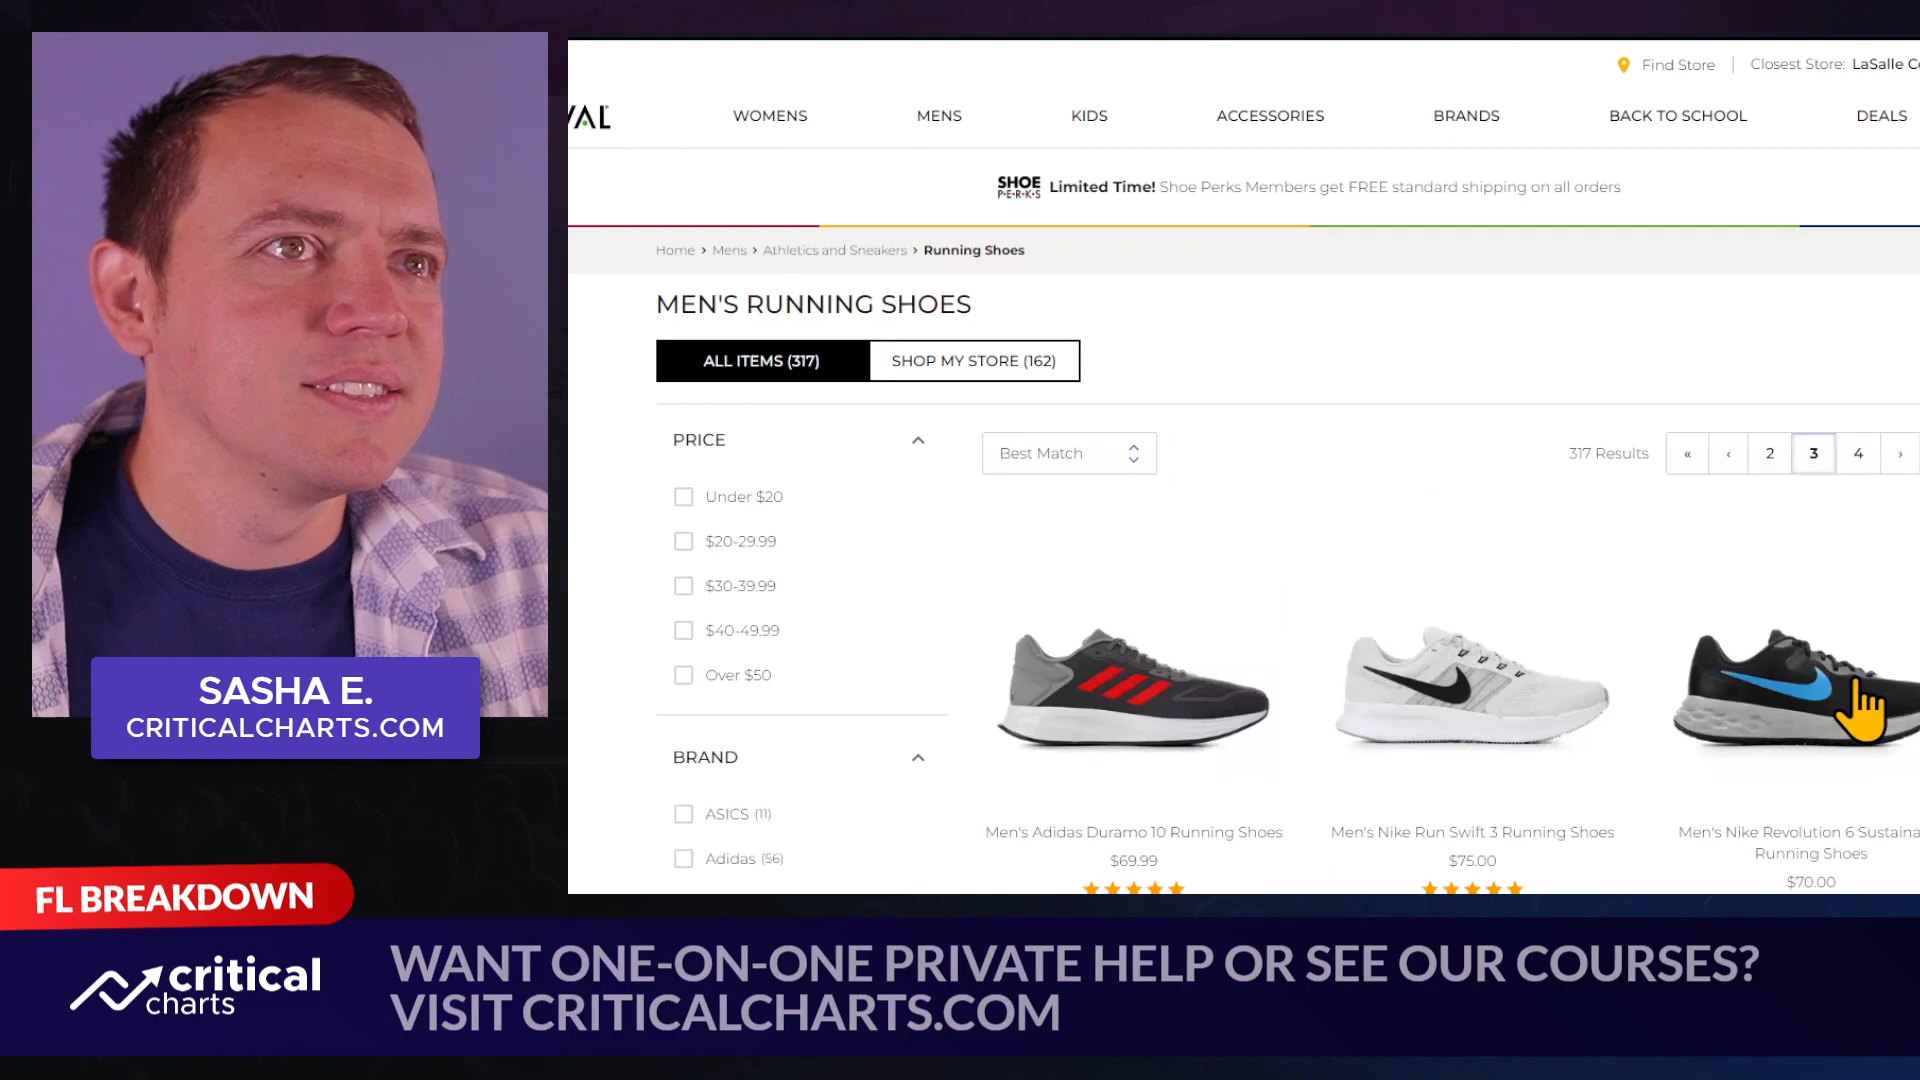 Find Store
Closest Store: LaSalle
VAL
WOMENS
MENS
KIDS
ACCESSORIES
BRANDS
BACK TO SCHOOL
DEALS
SHOE
P·E·R·K·S
Limited Time! Shoe Perks Members get FREE standard shipping on all orders
Home › Mens › Athletics and Sneakers › Running Shoes
MEN'S RUNNING SHOES
ALL ITEMS (317)
SHOP MY STORE (162)
PRICE
Under $20
$20-29.99
$30-39.99
$40-49.99
Over $50
BRAND
ASICS (11)
Adidas (56)
Best Match
317 Results
« ‹ 2 3 4 ›
Men's Adidas Duramo 10 Running Shoes
$69.99
Men's Nike Run Swift 3 Running Shoes
$75.00
Men's Nike Revolution 6 Sustaina
Running Shoes
$70.00
SASHA E.
CRITICALCHARTS.COM
FL BREAKDOWN
critical
charts
WANT ONE-ON-ONE PRIVATE HELP OR SEE OUR COURSES?
VISIT CRITICALCHARTS.COM